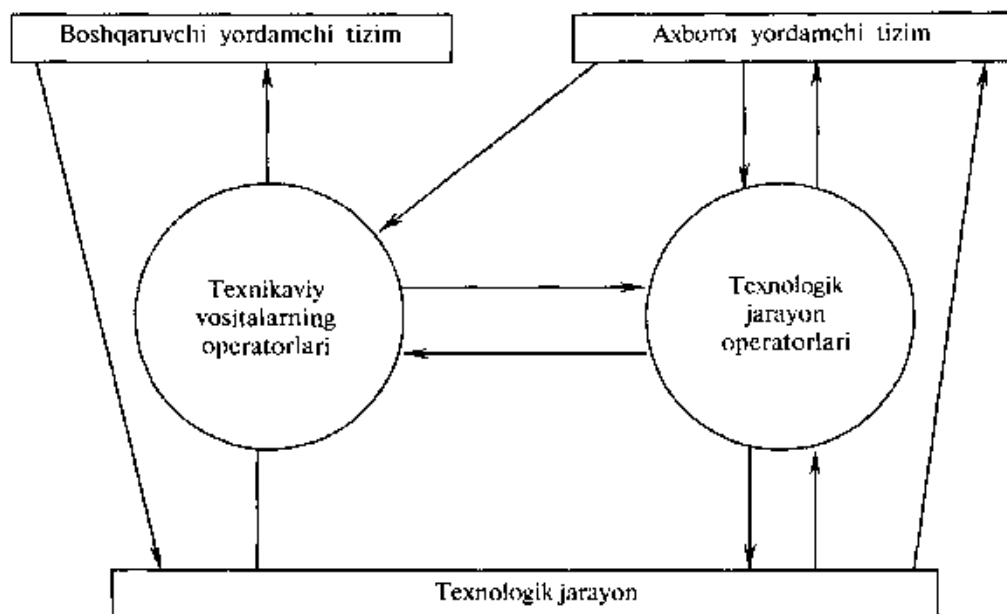 Boshqaruvchi yordamchi tizim
Axborot yordamchi tizim
Texnikaviy
vositalarning
operatorlari
Texnologik
jarayon
operatorlari
Texnologik jarayon